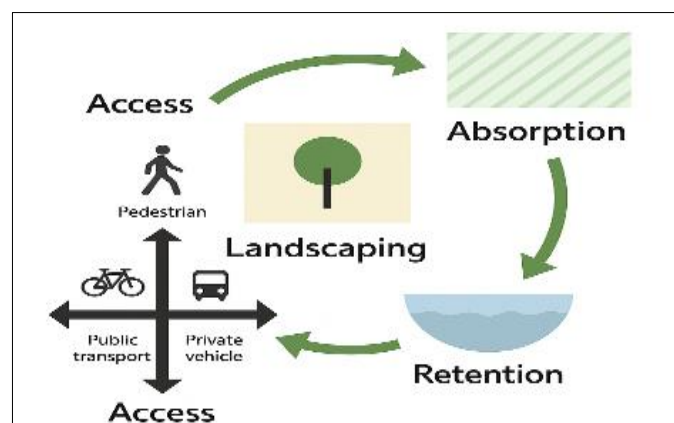 Access
Absorption
Pedestrian
Landscaping
Public
transport
Private
vehicle
Retention
Access